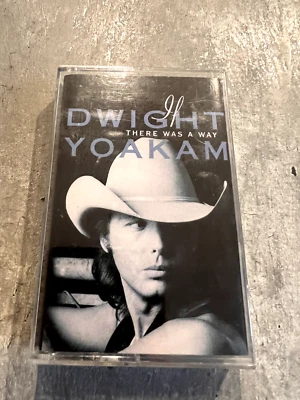 If
DWIGHT
THERE WAS A WAY
YOAKAM